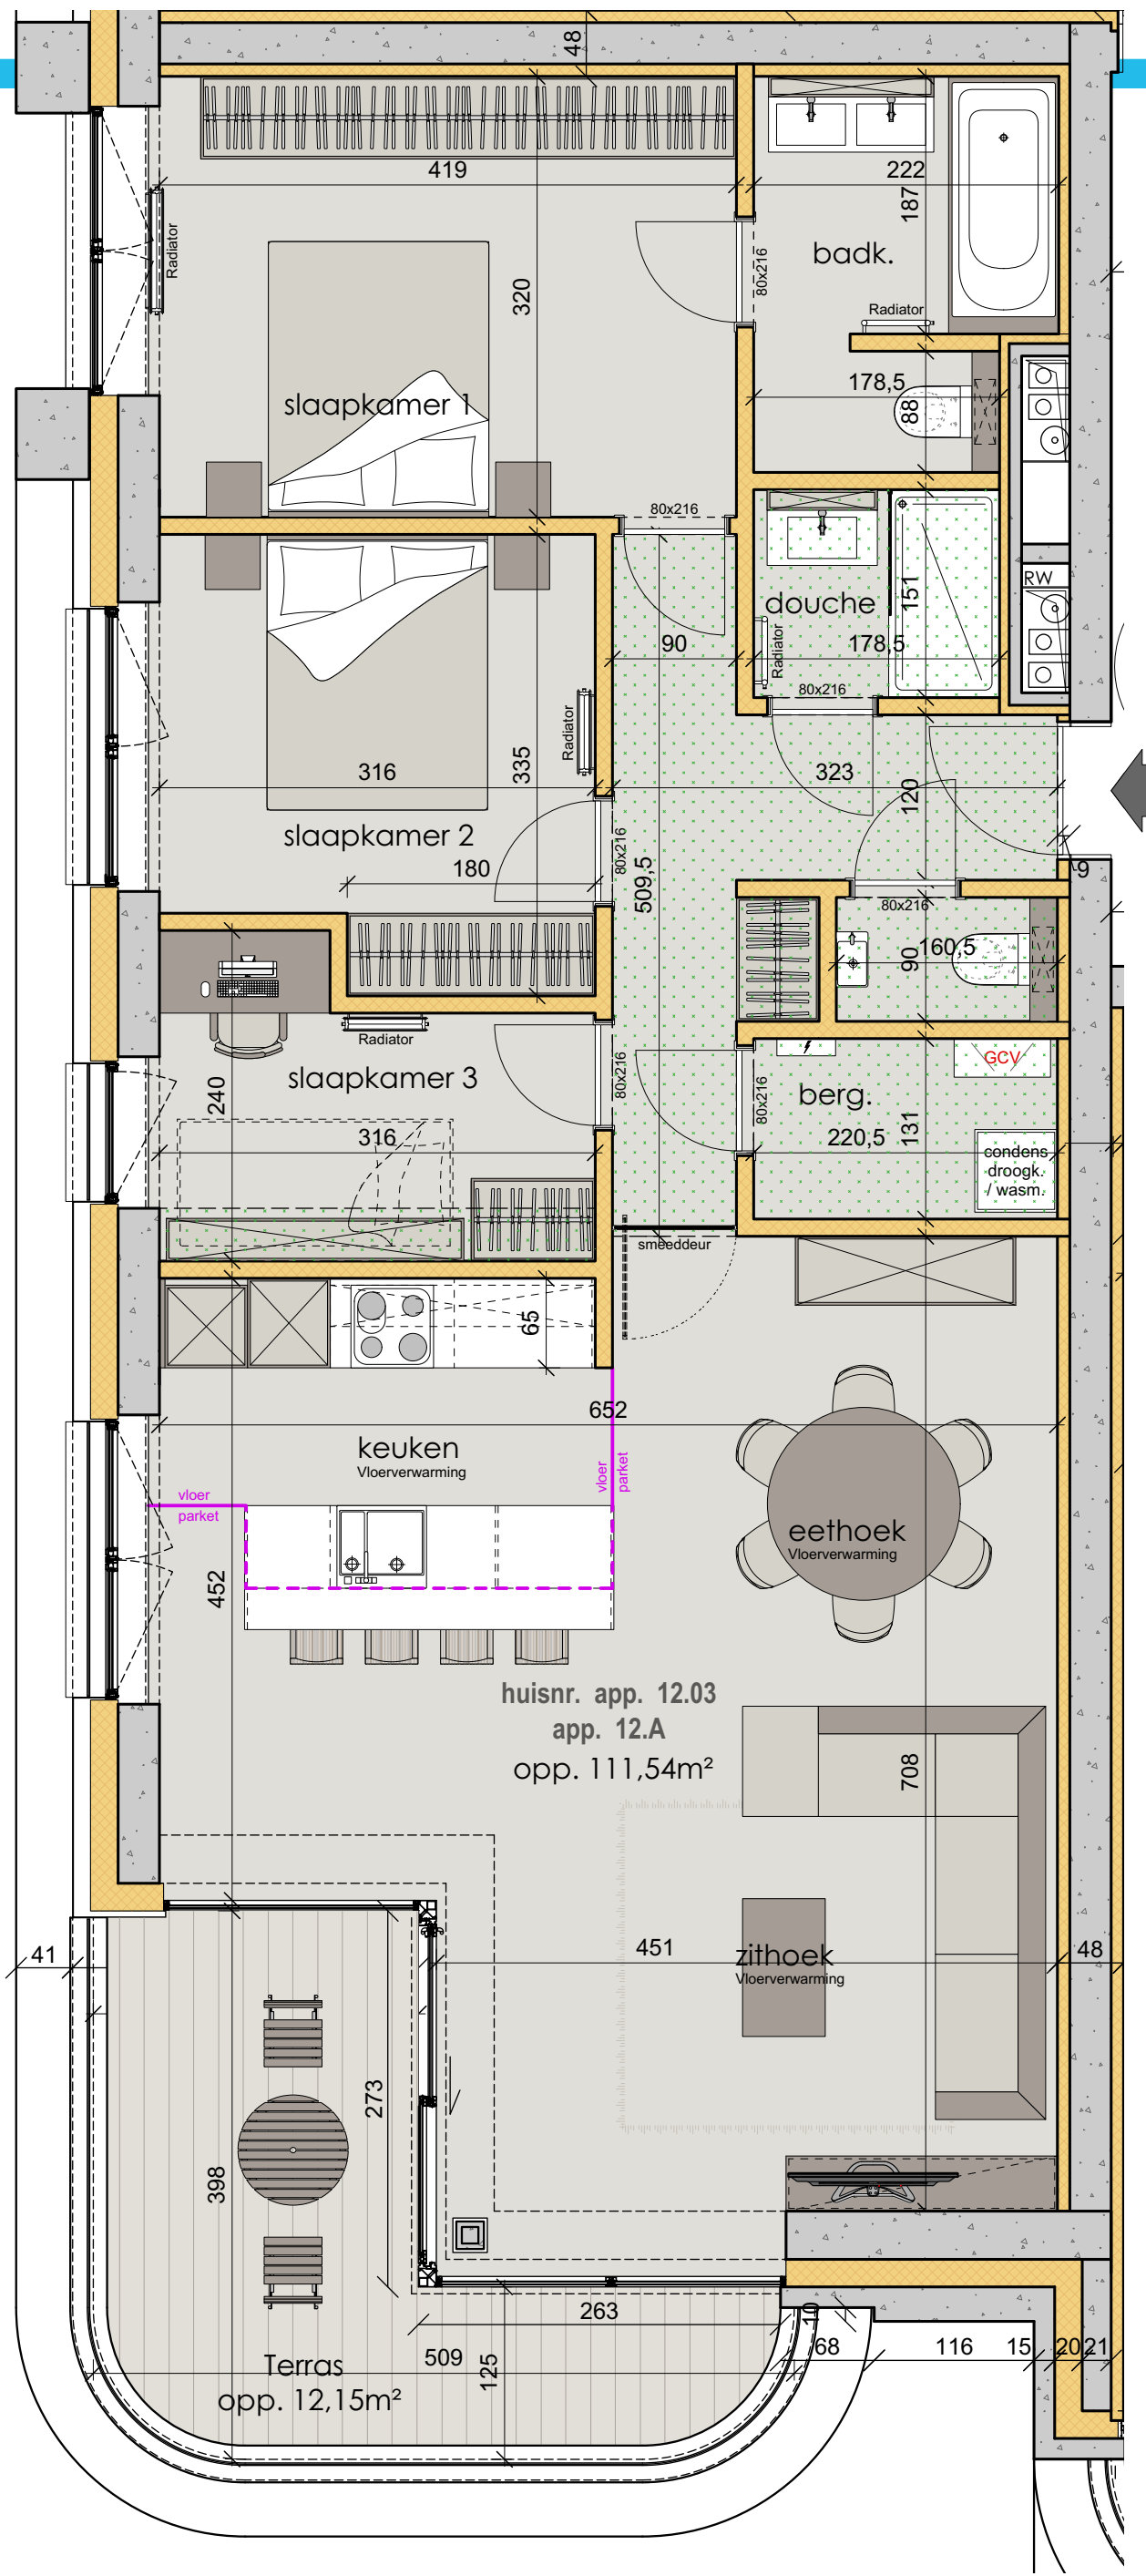 48
419
222
187
Radiator
80x216
badk.
320
Radiator
178,5
88
slaapkamer 1
80x216
RW
douche
151
90
Radiator
178,5
80x216
Radiator
316
335
323
120
slaapkamer 2
180
80x216
509,5
9
80x216
90
160,5
Radiator
slaapkamer 3
240
80x216
80x216
GCV
berg.
316
220,5
131
condens
droogk.
/ wasm.
smeeddeur
65
652
keuken
Vloerverwarming
vloer
parket
vloer
parket
eethoek
Vloerverwarming
452
huisnr. app. 12.03
app. 12.A
opp. 111,54m²
708
41
451
zithoek
Vloerverwarming
48
273
398
263
10
68
116
15
20
21
509
125
Terras
opp. 12,15m²